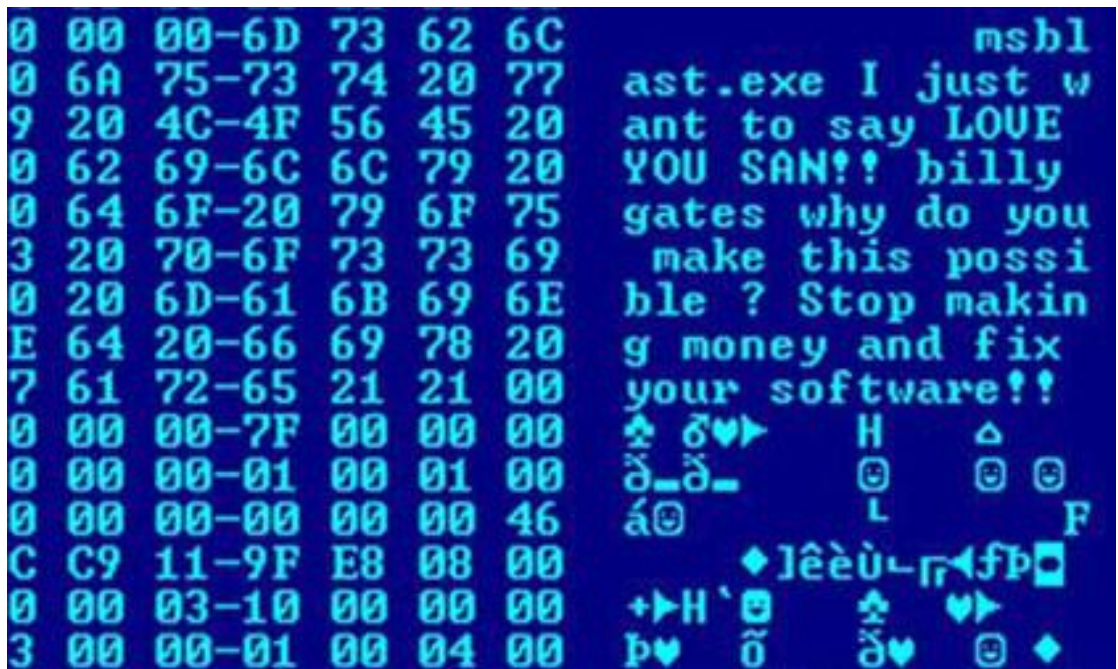 0 00 00-6D 73 62 6C msbl
0 6A 75-73 74 20 77 ast.exe I just w
9 20 4C-4F 56 45 20 ant to say LOVE
0 62 69-6C 6C 79 20 YOU SAN!! billy
0 64 6F-20 79 6F 75 gates why do you
3 20 70-6F 73 73 69 make this possi
0 20 6D-61 6B 69 6E ble ? Stop makin
E 64 20-66 69 78 20 g money and fix
7 61 72-65 21 21 00 your software!!
0 00 00-7F 00 00 00 ♣ ♂♥► H ⌂
0 00 00-01 00 01 00 ð▬ð▬ ☺ ☺ ☺
0 00 00-00 00 00 46 á☺ └ F
C C9 11-9F E8 08 00 ♦]êèù∟╔◄ƒÞ◘
0 00 03-10 00 00 00 +►H`☺ ♣ ♥►
3 00 00-01 00 04 00 Þ♥ õ ð♥ ☺ ♦